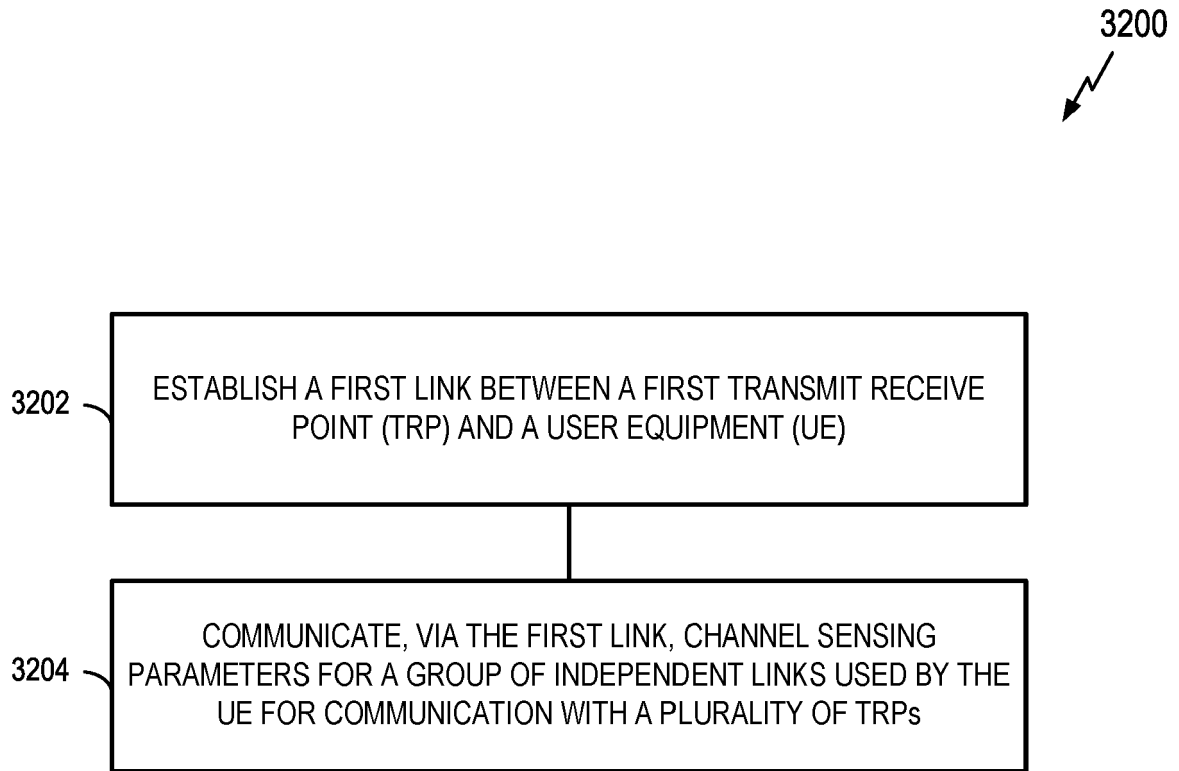 3200
3202
ESTABLISH A FIRST LINK BETWEEN A FIRST TRANSMIT RECEIVE
POINT (TRP) AND A USER EQUIPMENT (UE)
3204
COMMUNICATE, VIA THE FIRST LINK, CHANNEL SENSING
PARAMETERS FOR A GROUP OF INDEPENDENT LINKS USED BY THE
UE FOR COMMUNICATION WITH A PLURALITY OF TRPs